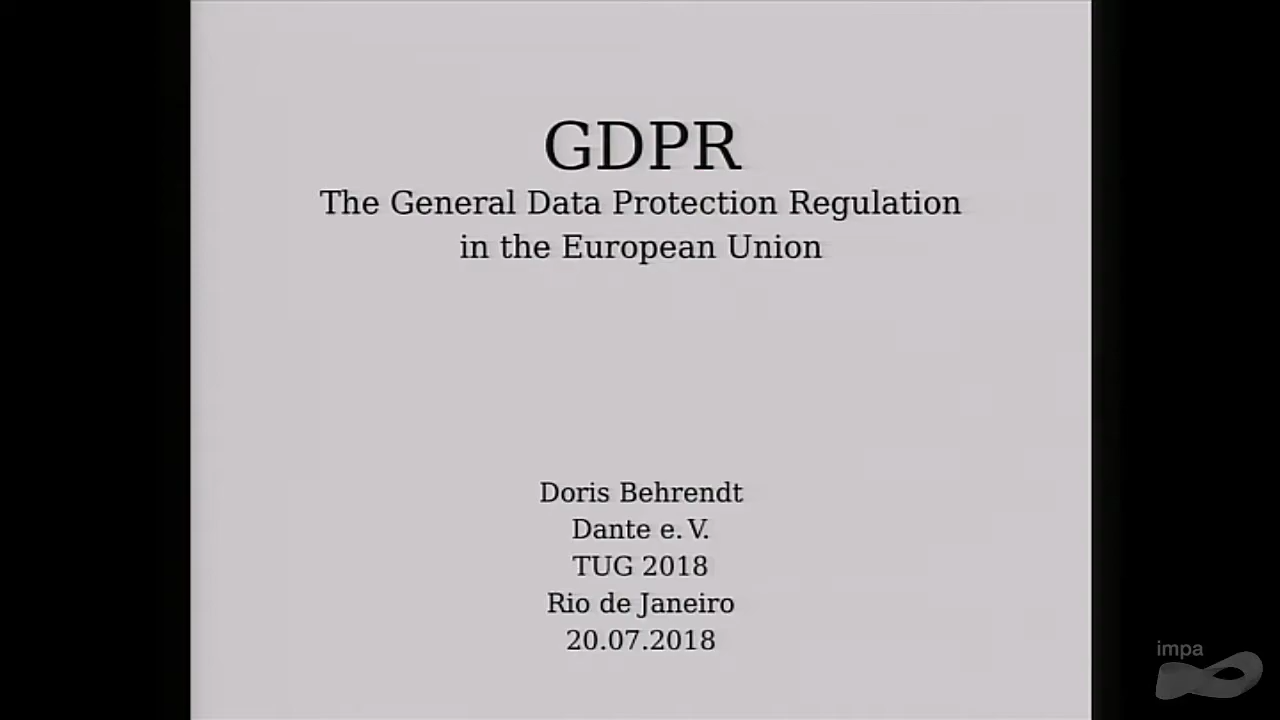 GDPR
The General Data Protection Regulation
in the European Union
Doris Behrendt
Dante e. V.
TUG 2018
Rio de Janeiro
20.07.2018
impa